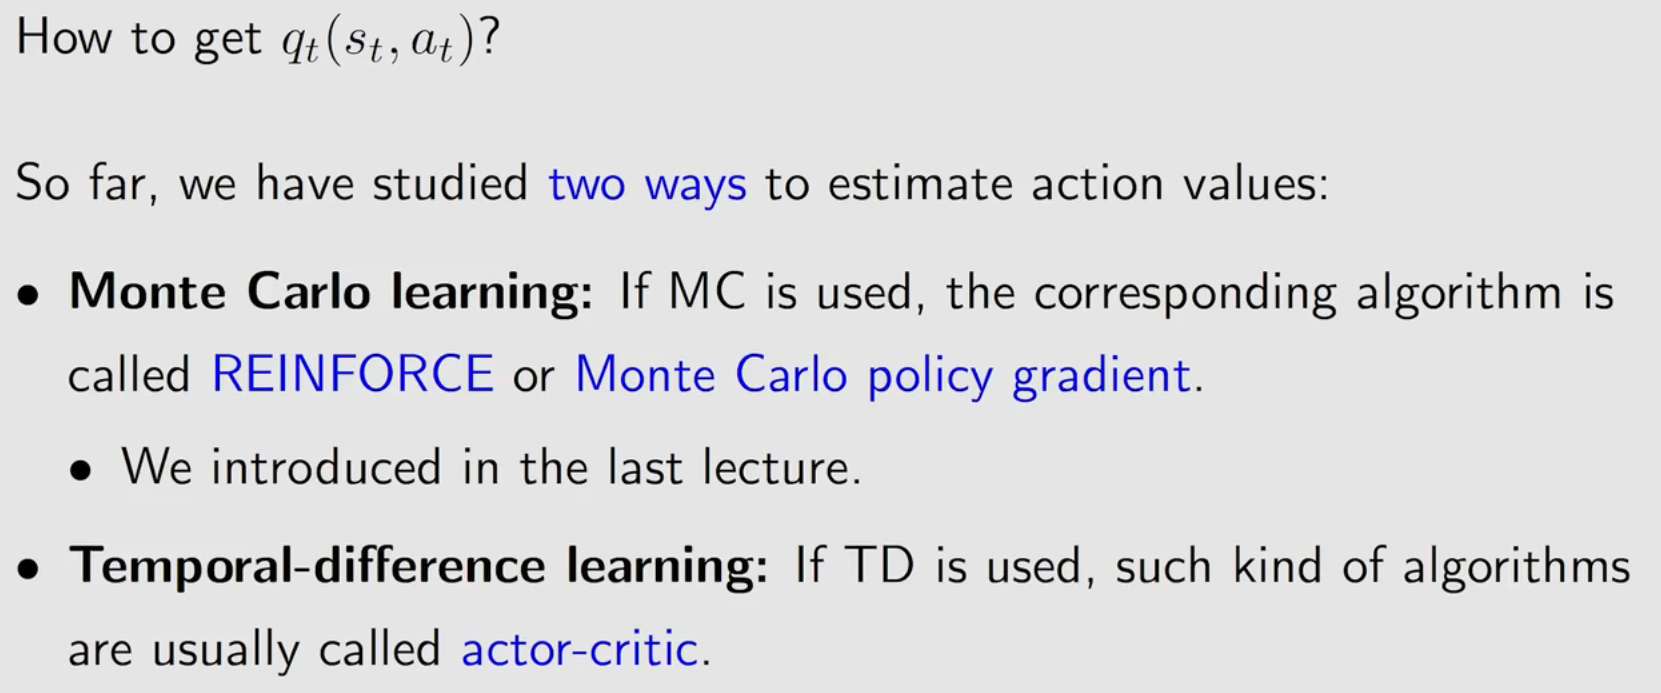 How to get $q_t(s_t, a_t)$?
So far, we have studied two ways to estimate action values:
• Monte Carlo learning: If MC is used, the corresponding algorithm is
called REINFORCE or Monte Carlo policy gradient.
• We introduced in the last lecture.
• Temporal-difference learning: If TD is used, such kind of algorithms
are usually called actor-critic.